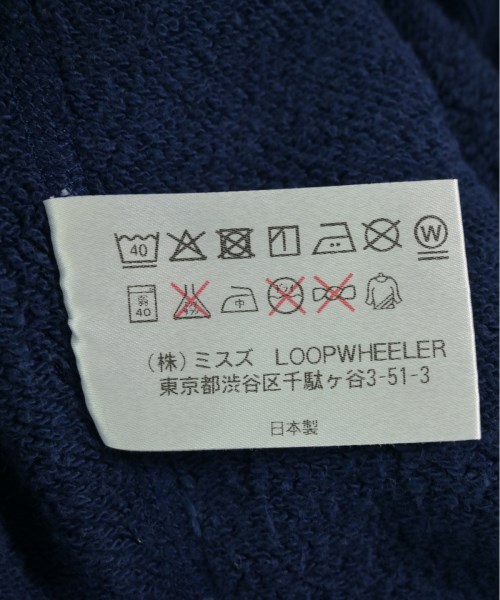 40 W
弱 40 中
(株)ミスズ LOOPWHEELER
東京都渋谷区千駄ヶ谷3-51-3
日本製